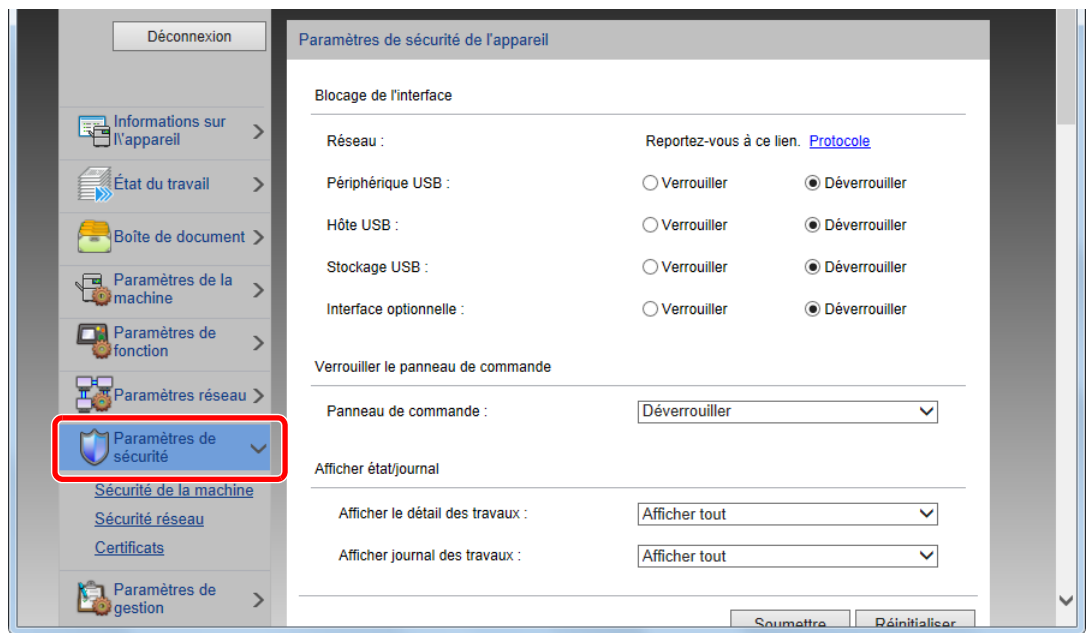 Déconnexion
Informations sur
l\'appareil
État du travail
Boîte de document
Paramètres de la
machine
Paramètres de
fonction
Paramètres réseau
Paramètres de
sécurité
Sécurité de la machine
Sécurité réseau
Certificats
Paramètres de
gestion
Paramètres de sécurité de l'appareil
Blocage de l'interface
Réseau : Reportez-vous à ce lien. Protocole
Périphérique USB : Verrouiller Déverrouiller
Hôte USB : Verrouiller Déverrouiller
Stockage USB : Verrouiller Déverrouiller
Interface optionnelle : Verrouiller Déverrouiller
Verrouiller le panneau de commande
Panneau de commande : Déverrouiller
Afficher état/journal
Afficher le détail des travaux : Afficher tout
Afficher journal des travaux : Afficher tout
Soumettre Réinitialiser